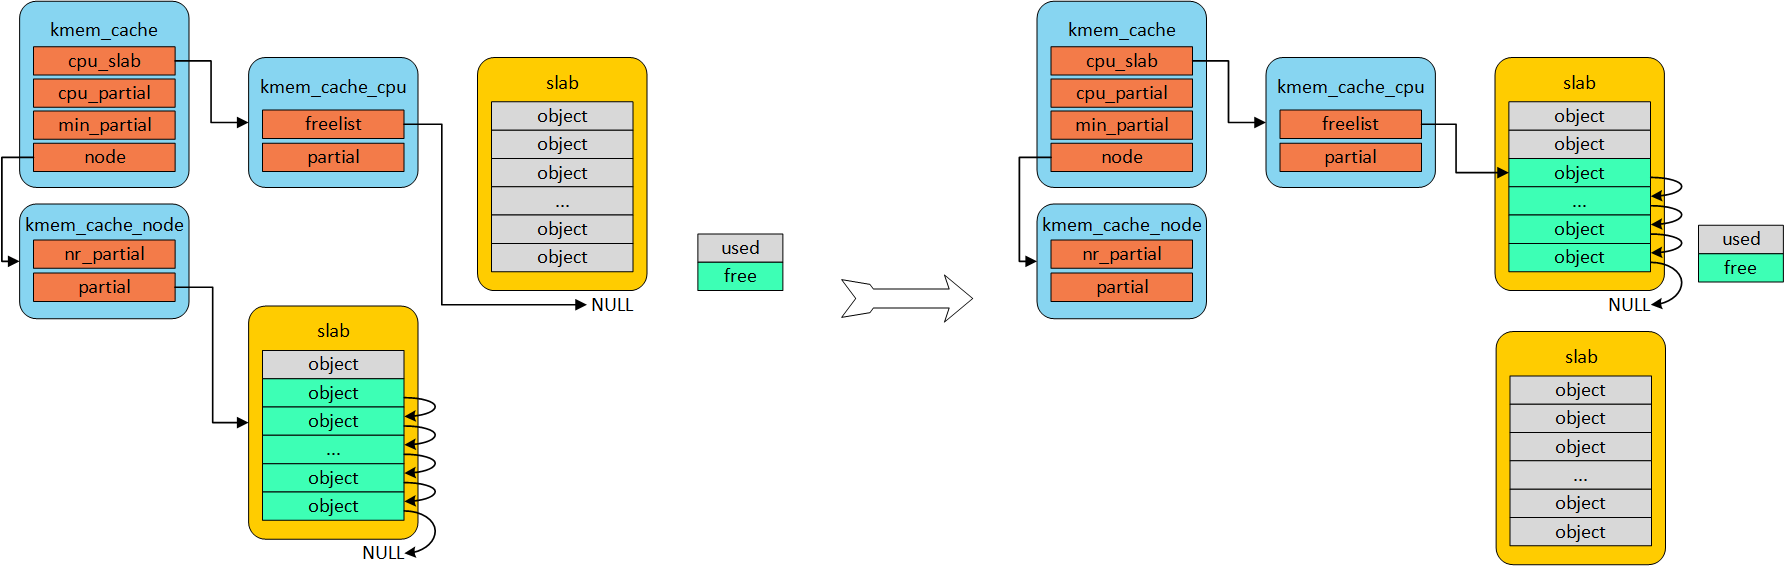 kmem_cache
cpu_slab
cpu_partial
min_partial
node
kmem_cache_cpu
freelist
partial
slab
object
object
object
...
object
object
NULL
kmem_cache_node
nr_partial
partial
slab
object
object
object
...
object
object
NULL
used
free
kmem_cache
cpu_slab
cpu_partial
min_partial
node
kmem_cache_cpu
freelist
partial
slab
object
object
object
...
object
object
NULL
kmem_cache_node
nr_partial
partial
used
free
slab
object
object
object
...
object
object